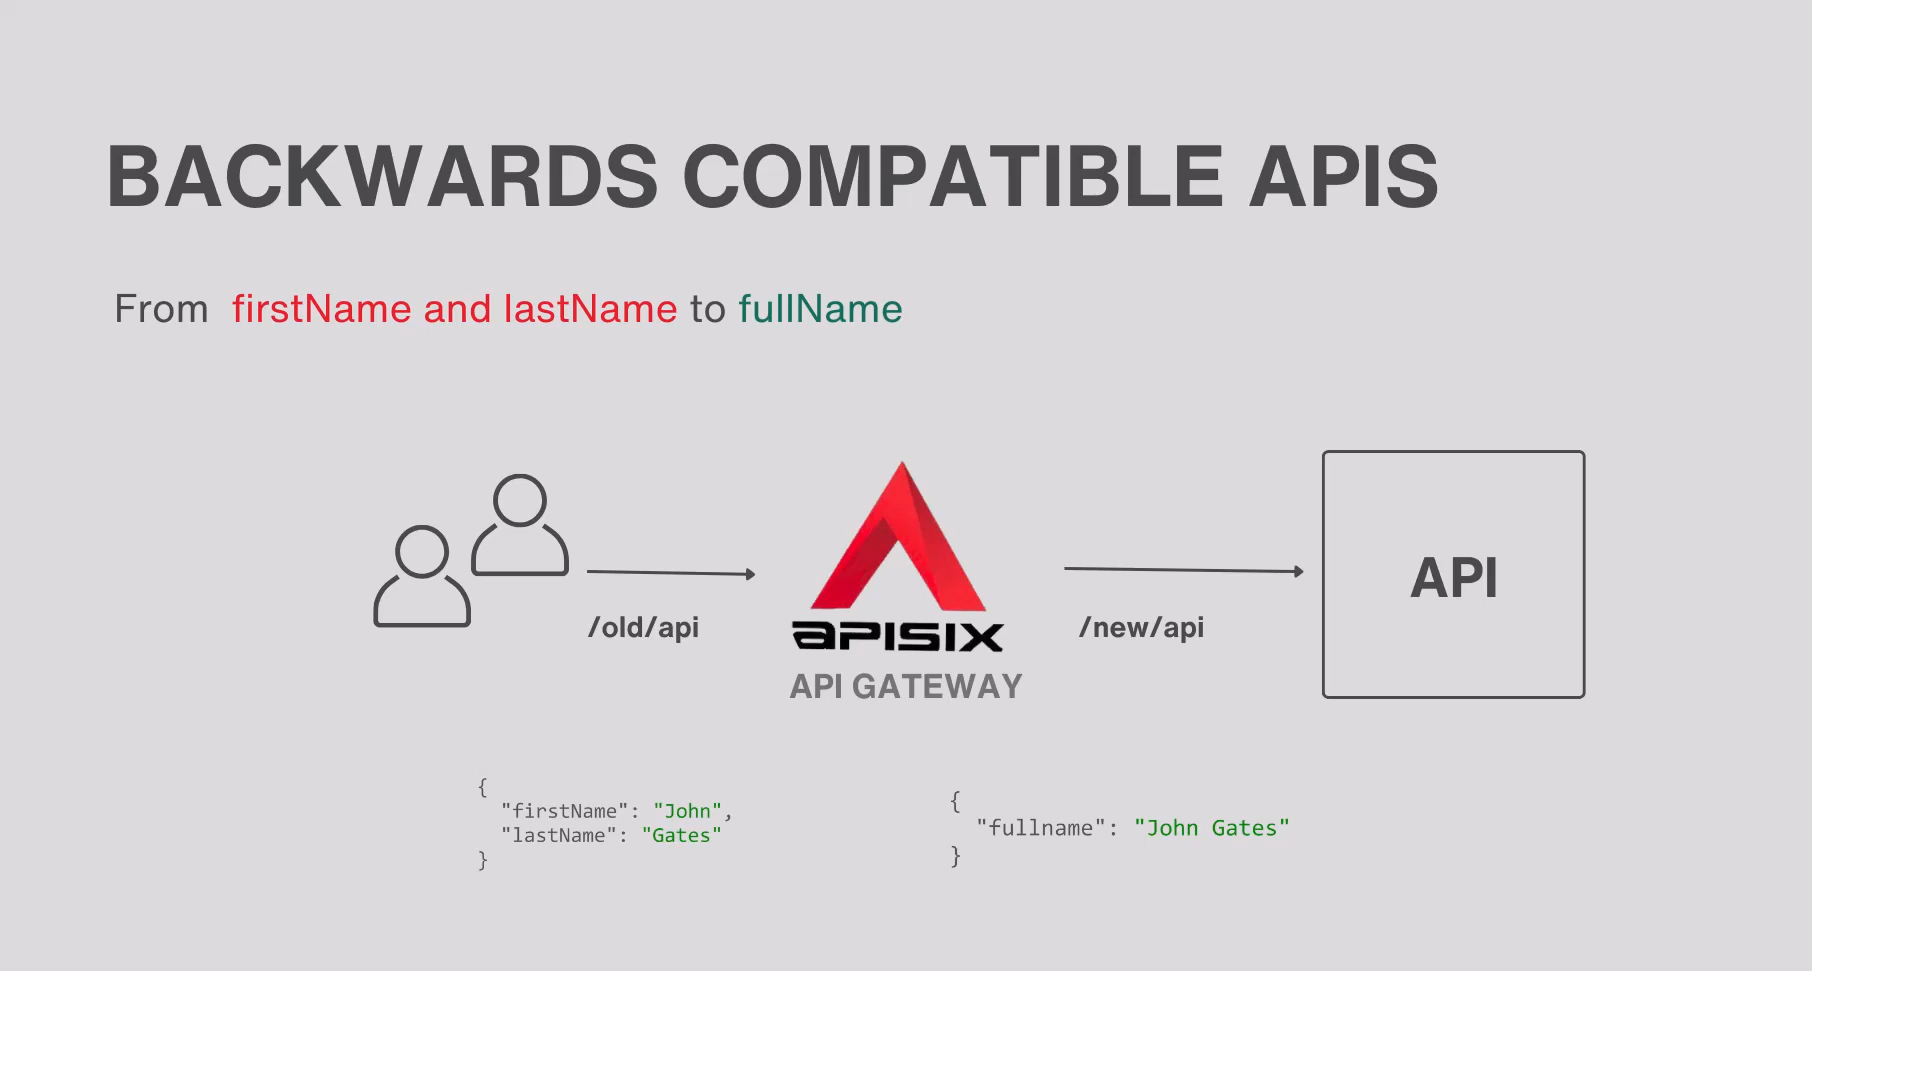 BACKWARDS COMPATIBLE APIS
From firstName and lastName to fullName
/old/api
APISIX
API GATEWAY
/new/api
API
{
"firstName": "John",
"lastName": "Gates"
}
{
"fullname": "John Gates"
}